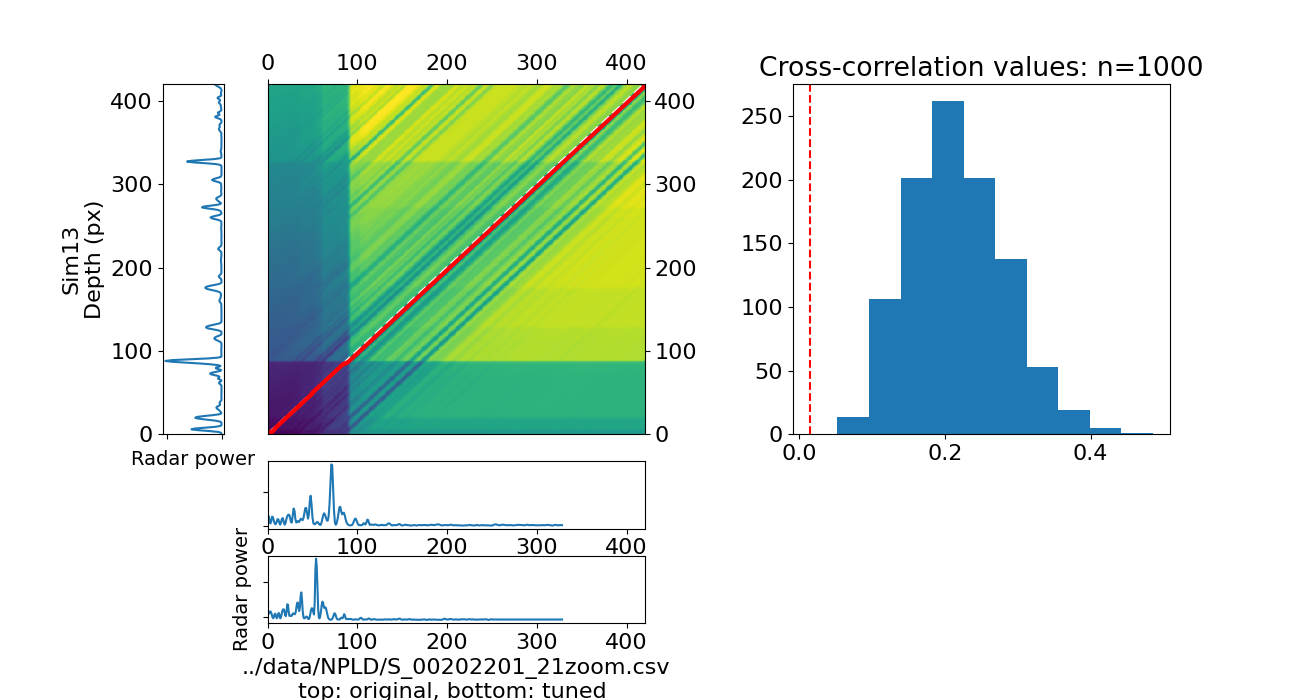 0 100 200 300 400
Cross-correlation values: n=1000
400
300
200
100
0
Sim13
Depth (px)
Radar power
400
300
200
100
0
250
200
150
100
50
0
0.0 0.2 0.4
0 100 200 300 400
Radar power
0 100 200 300 400
../data/NPLD/S_00202201_21zoom.csv
top: original, bottom: tuned